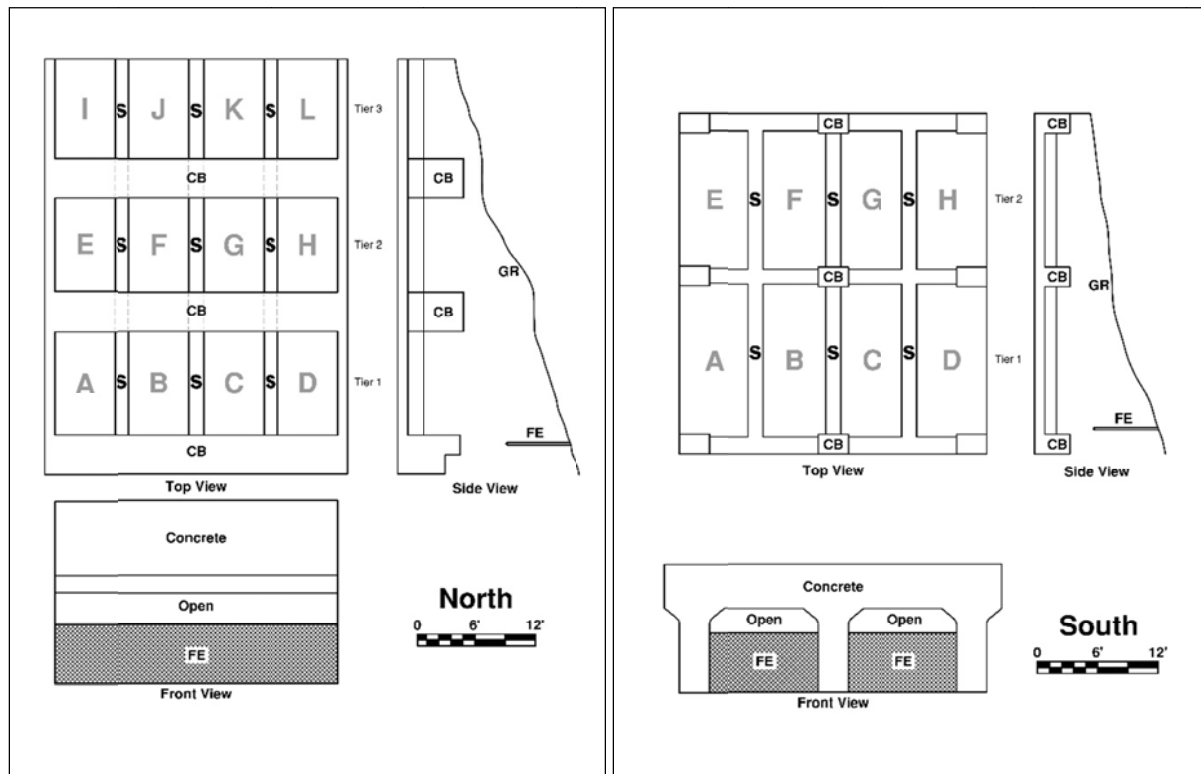 I S J S K S L Tier 3
CB
CB
E S F S G S H Tier 2
GR
CB
CB
A S B S C S D Tier 1
FE
CB
Top View
Side View
Concrete
Open
FE
Front View
North
0 6' 12'
CB
CB
E S F S G S H Tier 2
CB
CB
GR
A S B S C S D Tier 1
FE
CB
CB
Top View
Side View
Concrete
Open Open
FE FE
Front View
South
0 6' 12'